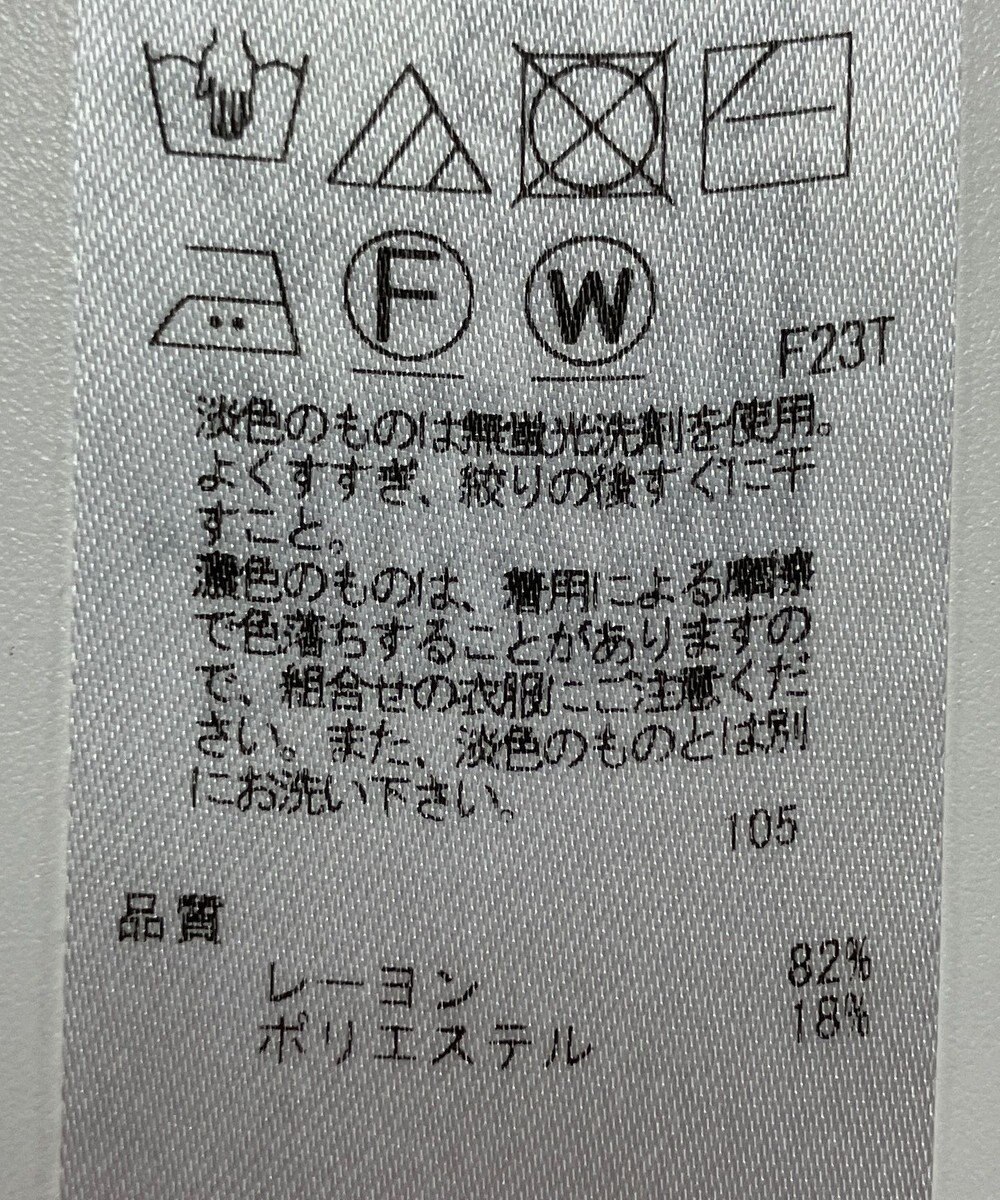 F
W
F23T
淡色のものは無蛍光洗剤を使用。
よくすすぎ、絞りの後すぐに干
すこと。
濃色のものは、着用による摩擦
で色落ちすることがありますの
で、組合せの衣服にご注意くだ
さい。また、淡色のものとは別
にお洗い下さい。
105
品質
レーヨン 82%
ポリエステル 18%